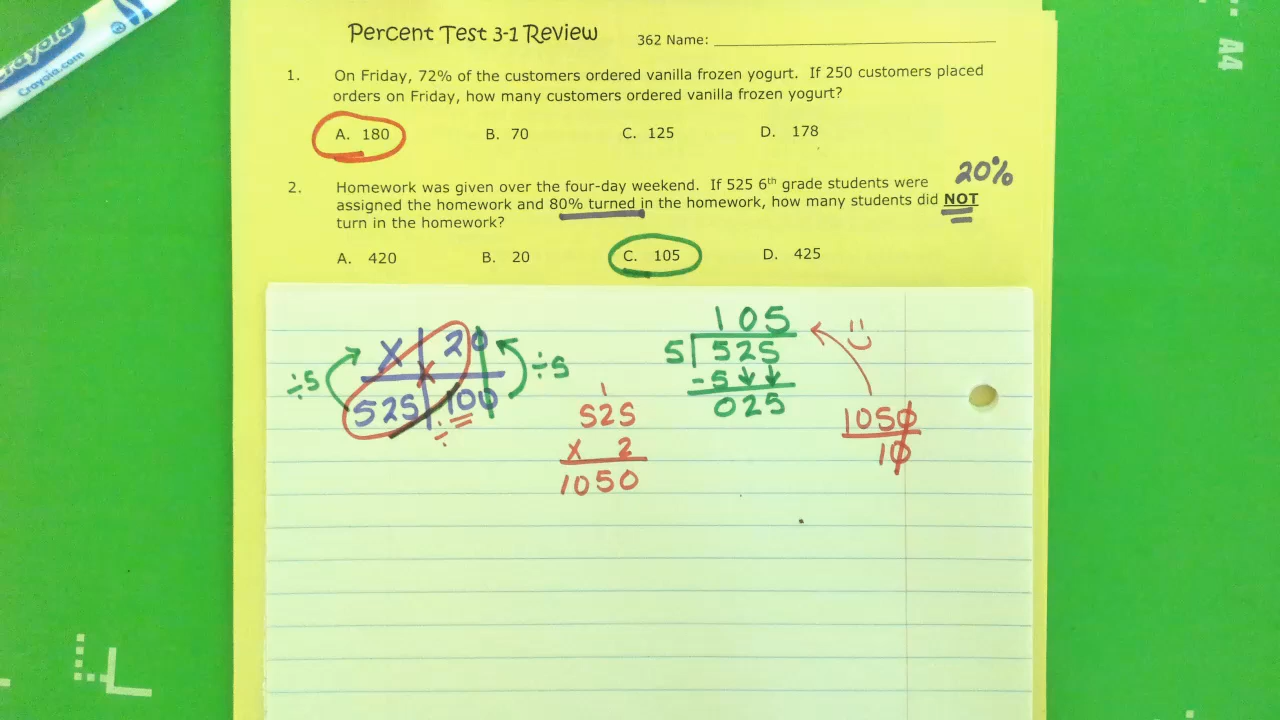 Crayola
Crayola.com
A4
Percent Test 3-1 Review 362 Name:
1. On Friday, 72% of the customers ordered vanilla frozen yogurt. If 250 customers placed
orders on Friday, how many customers ordered vanilla frozen yogurt?
A. 180 B. 70 C. 125 D. 178
20%
2. Homework was given over the four-day weekend. If 525 6th grade students were
assigned the homework and 80% turned in the homework, how many students did NOT
turn in the homework?
A. 420 B. 20 C. 105 D. 425
X 20
÷5 x ÷5
525 100
÷
1
525
x 2
1050
105
5 525
-5
025
1050
10